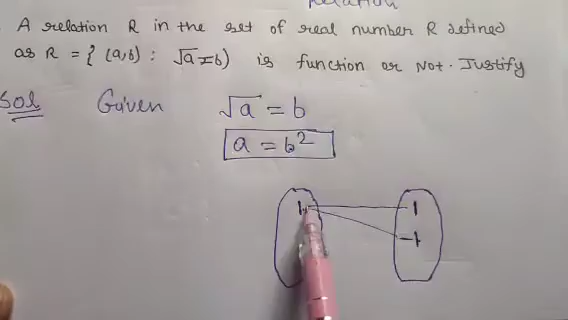 Relation
A relation R in the set of real number R defined
as R = { (a,b) : √a = b) is function or Not. Justify
Sol Given √a = b
a = b²
1 1
-1